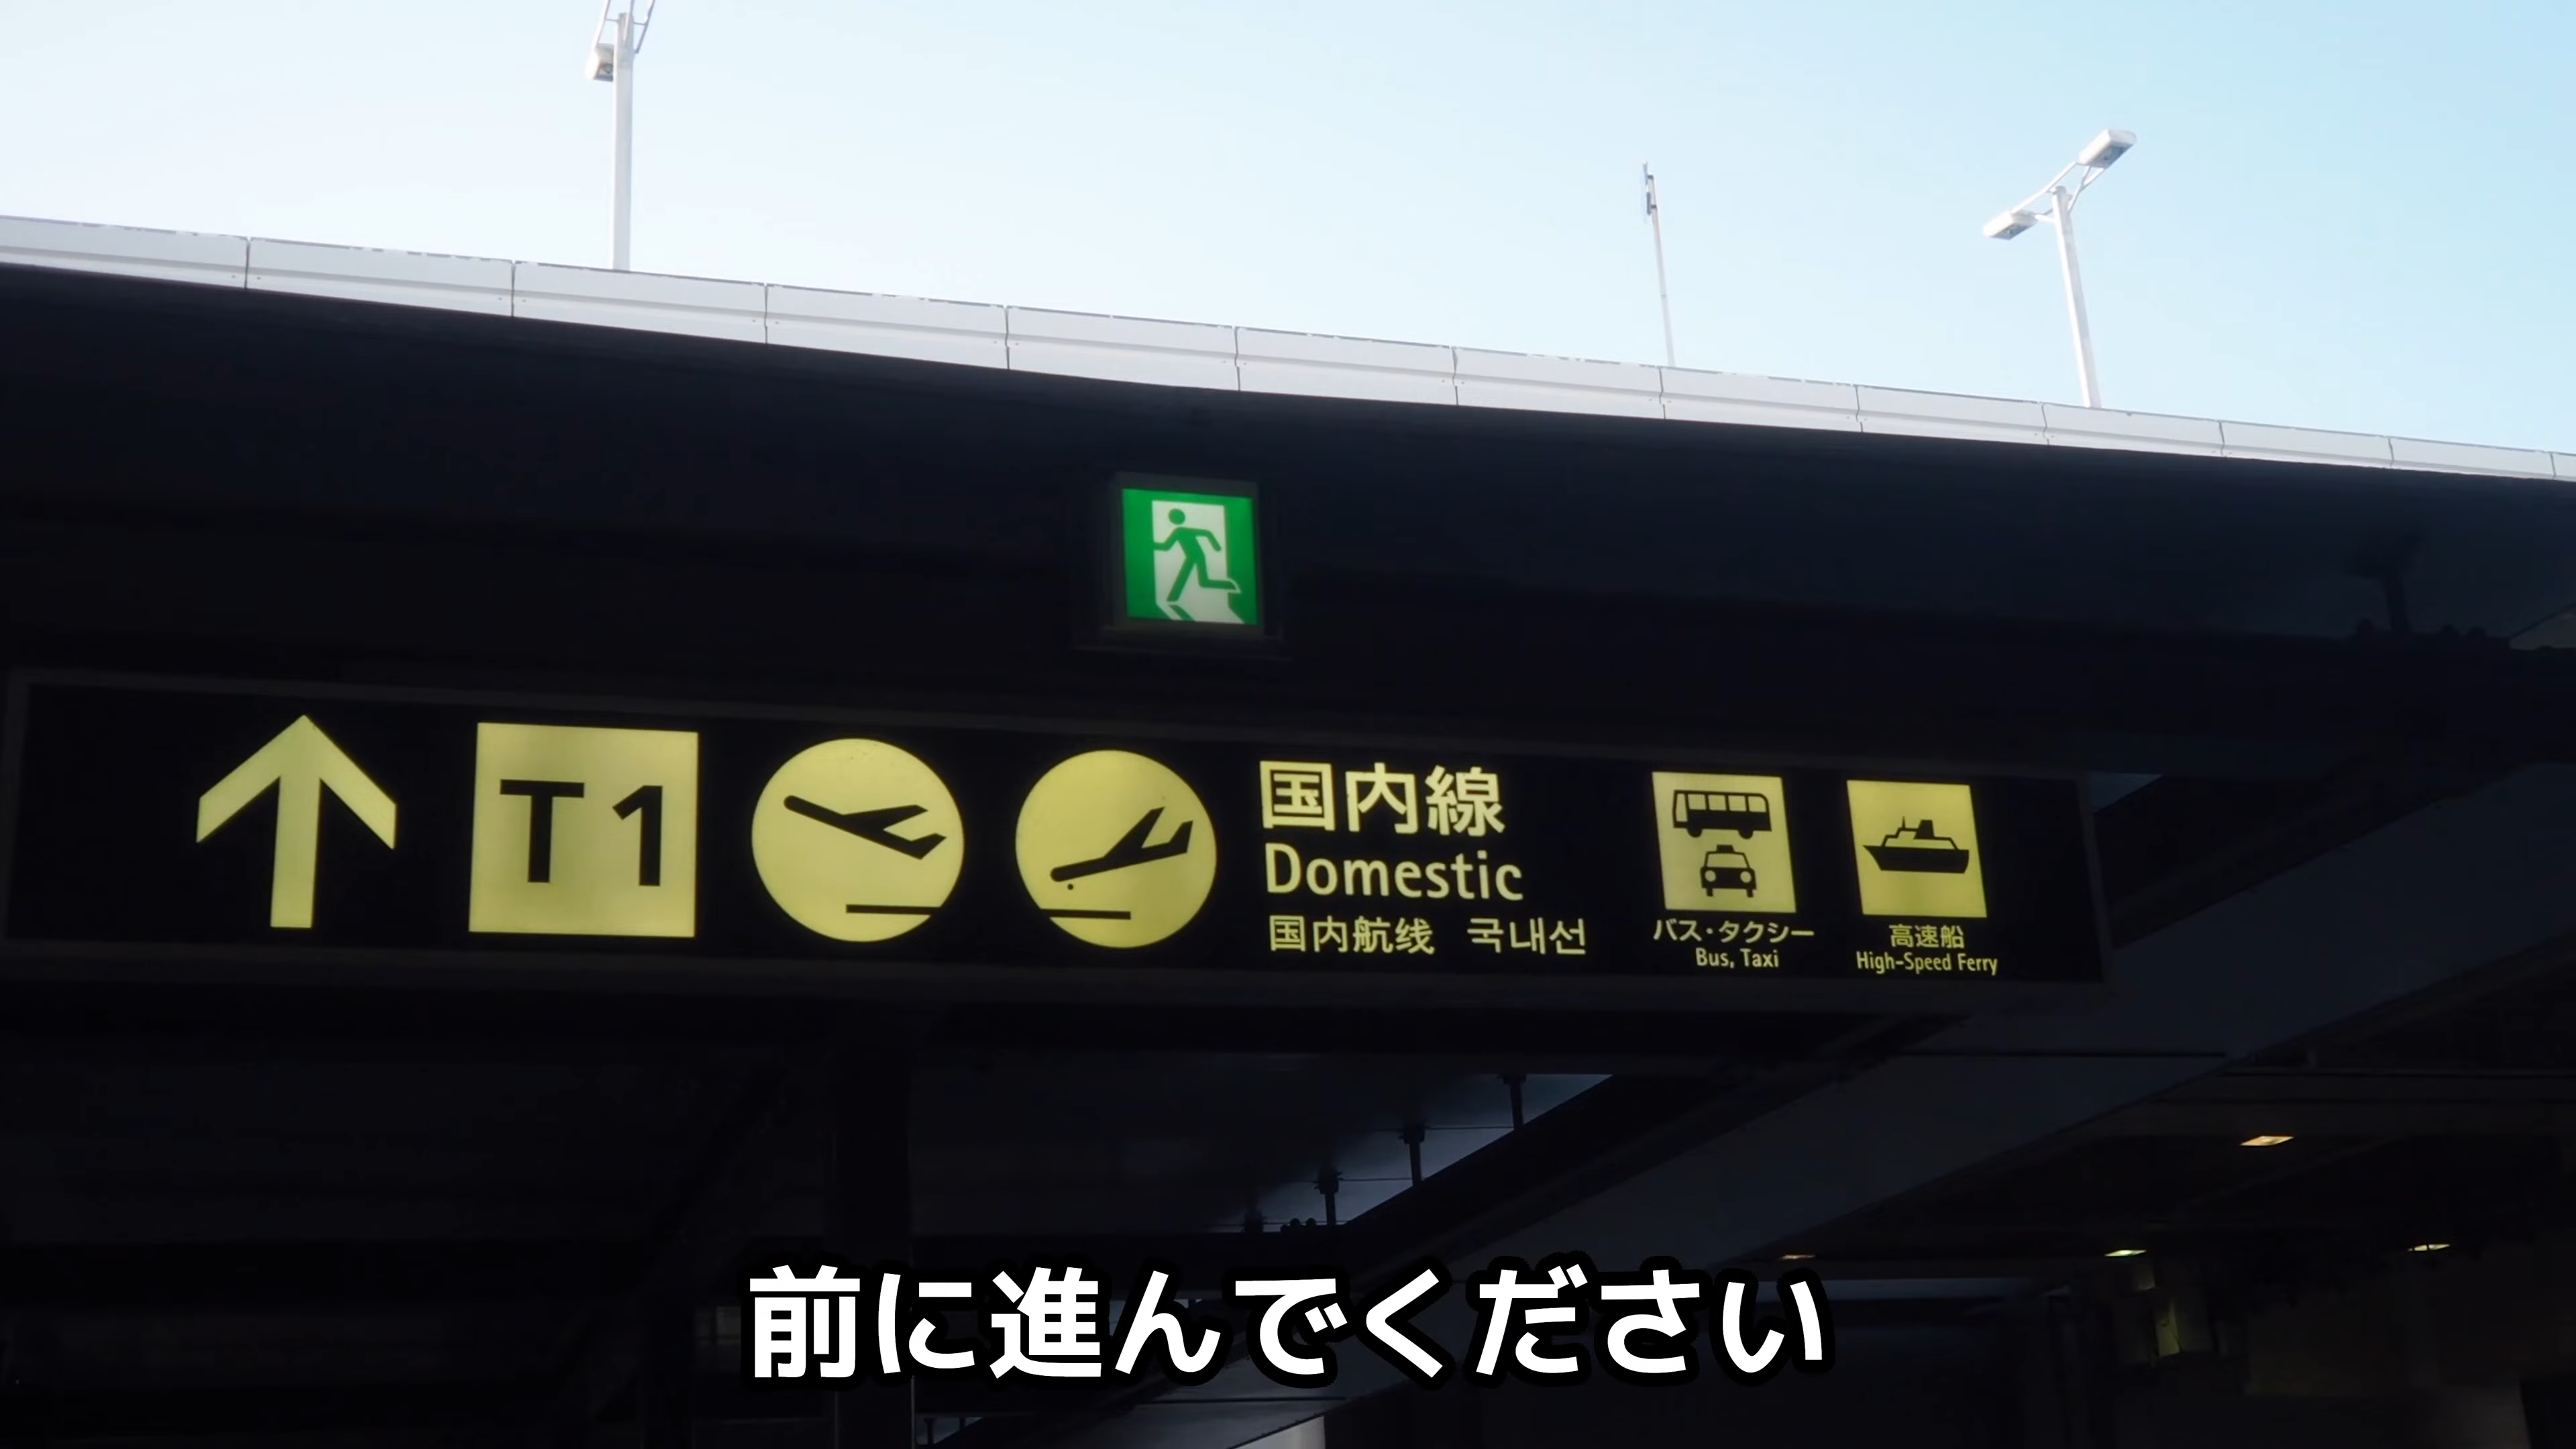 T1
国内線
Domestic
国内航线 국내선
バス・タクシー
Bus, Taxi
高速船
High-Speed Ferry
前に進んでください